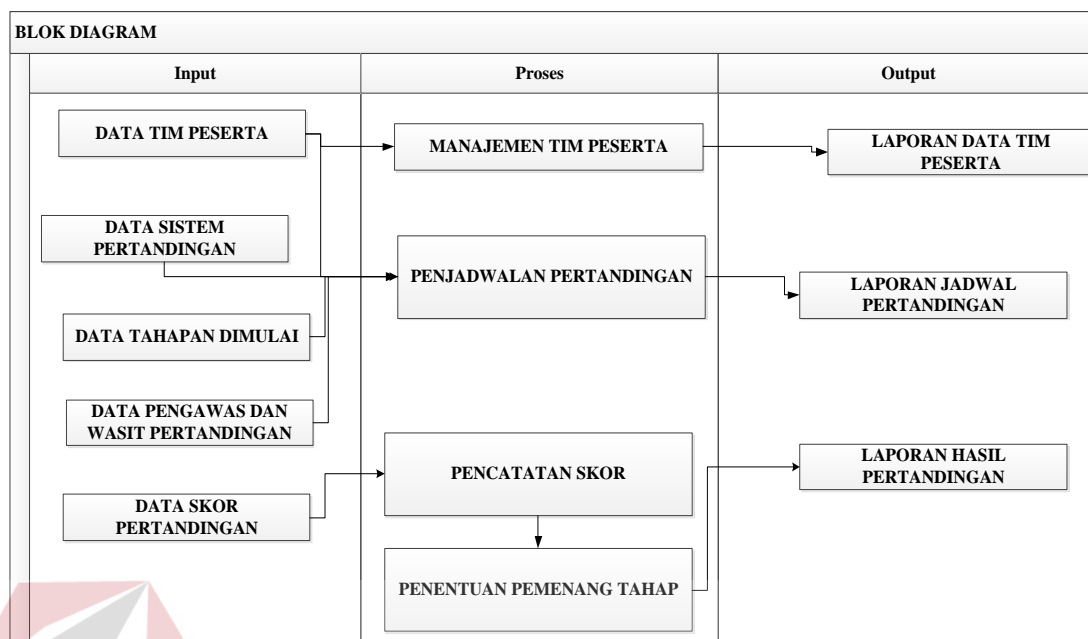 BLOK DIAGRAM
Input
Proses
Output
DATA TIM PESERTA
MANAJEMEN TIM PESERTA
LAPORAN DATA TIM
PESERTA
DATA SISTEM
PERTANDINGAN
PENJADWALAN PERTANDINGAN
LAPORAN JADWAL
PERTANDINGAN
DATA TAHAPAN DIMULAI
DATA PENGAWAS DAN
WASIT PERTANDINGAN
DATA SKOR
PERTANDINGAN
PENCATATAN SKOR
LAPORAN HASIL
PERTANDINGAN
PENENTUAN PEMENANG TAHAP